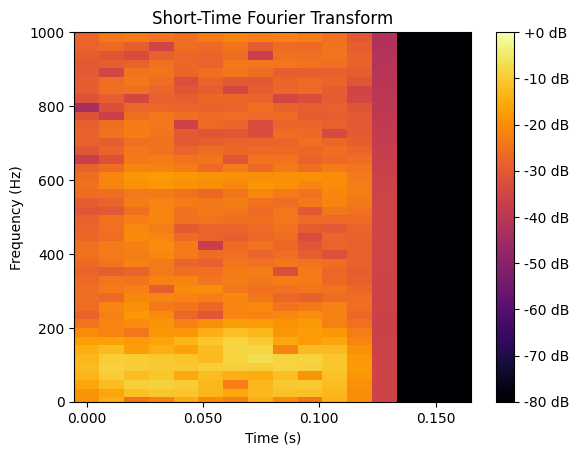 Short-Time Fourier Transform
1000
800
600
400
200
0
Frequency (Hz)
0.000
0.050
0.100
0.150
Time (s)
+0 dB
-10 dB
-20 dB
-30 dB
-40 dB
-50 dB
-60 dB
-70 dB
-80 dB